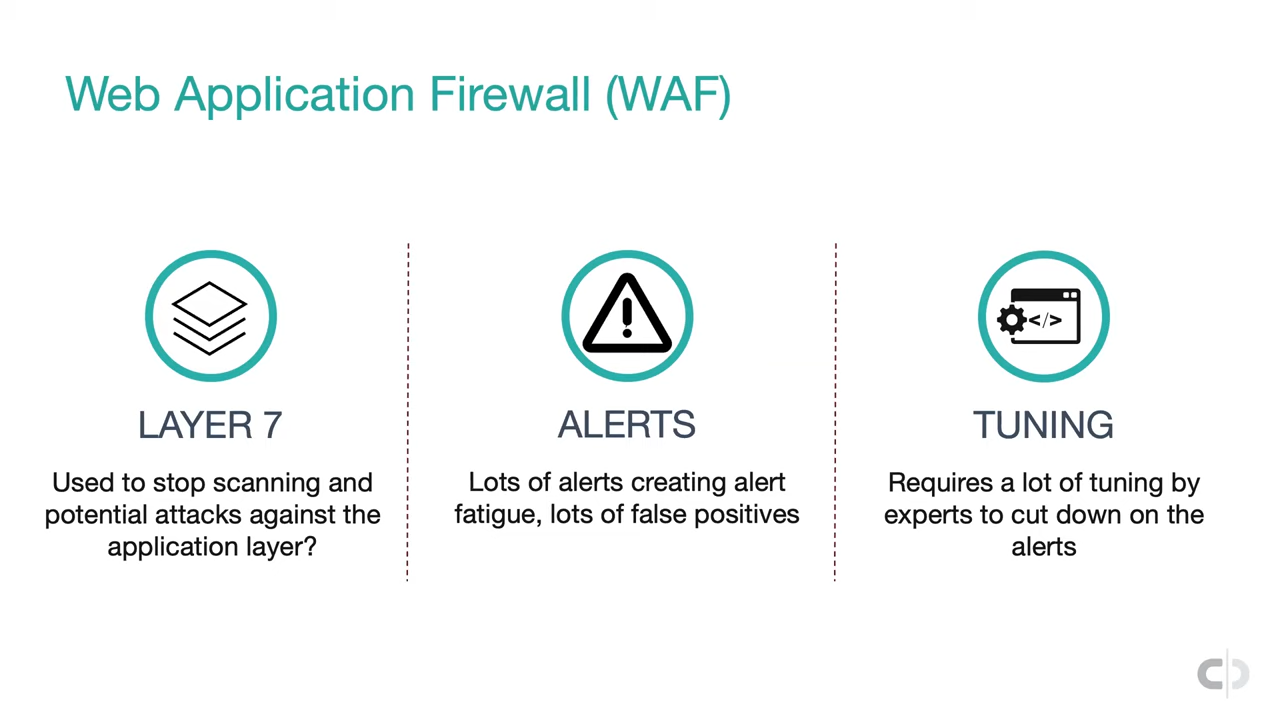 Web Application Firewall (WAF)
</>
LAYER 7
Used to stop scanning and
potential attacks against the
application layer?
ALERTS
Lots of alerts creating alert
fatigue, lots of false positives
TUNING
Requires a lot of tuning by
experts to cut down on the
alerts